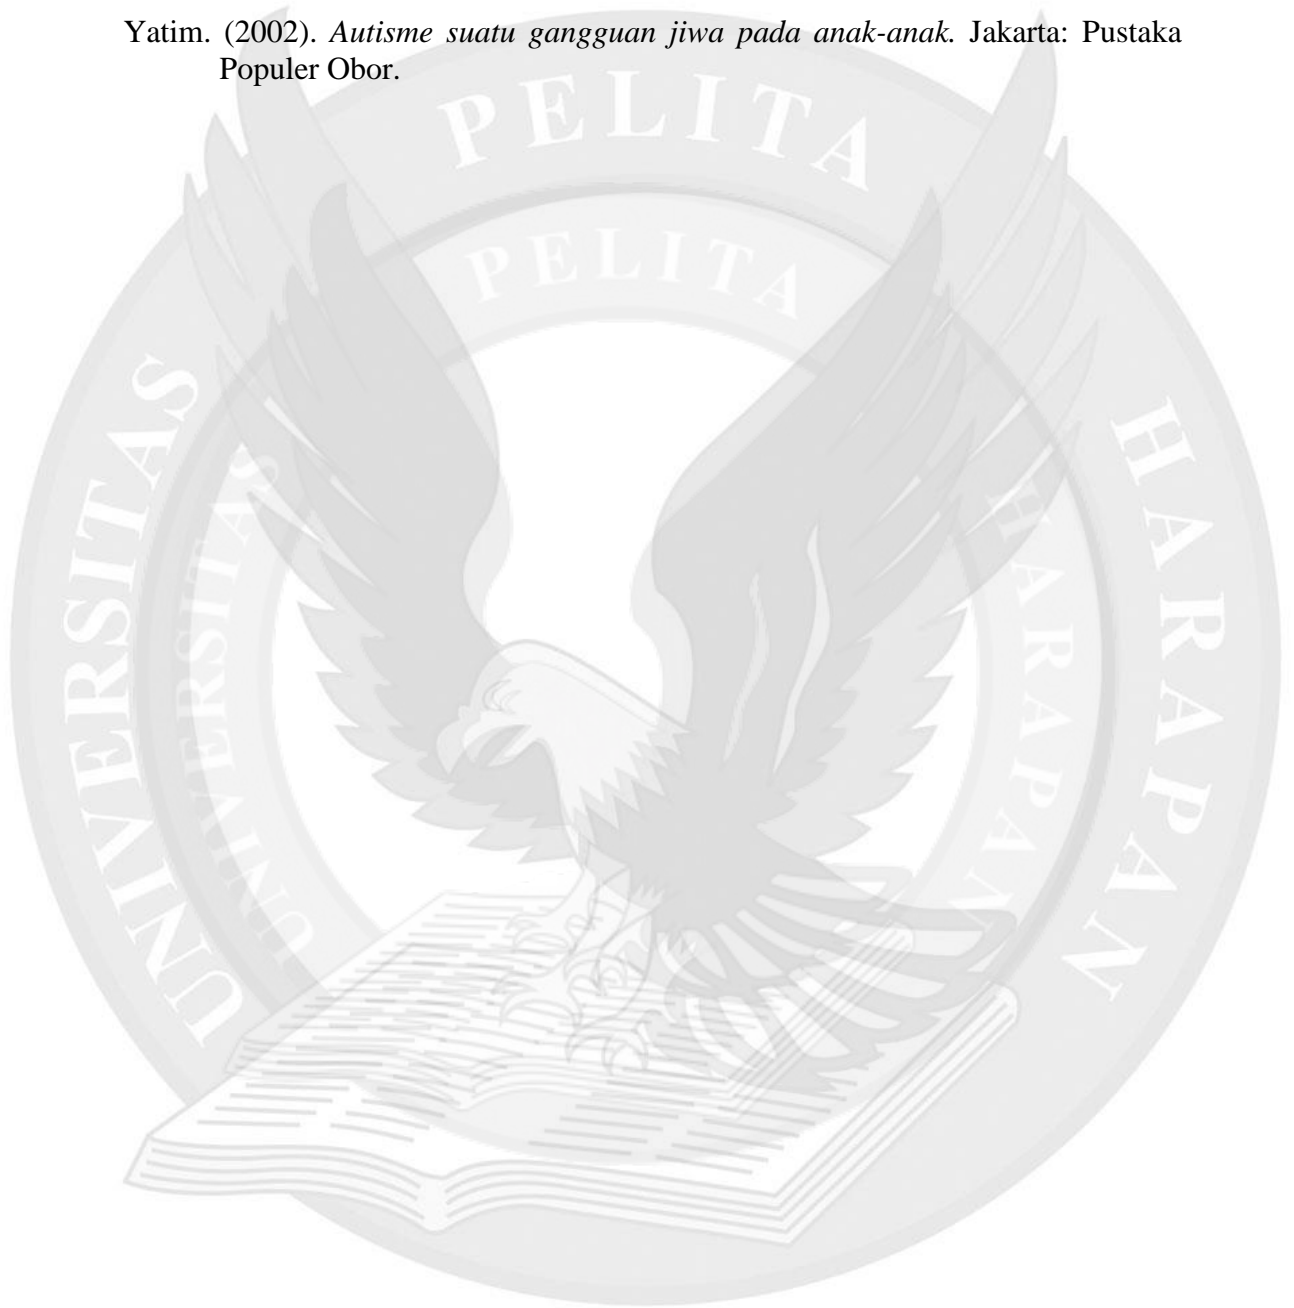 Yatim. (2002). Autisme suatu gangguan jiwa pada anak-anak. Jakarta: Pustaka
Populer Obor.
PELITA
PELITA
UNIVERSITAS
UNIVERSITAS
HARAPAN
HARAPAN